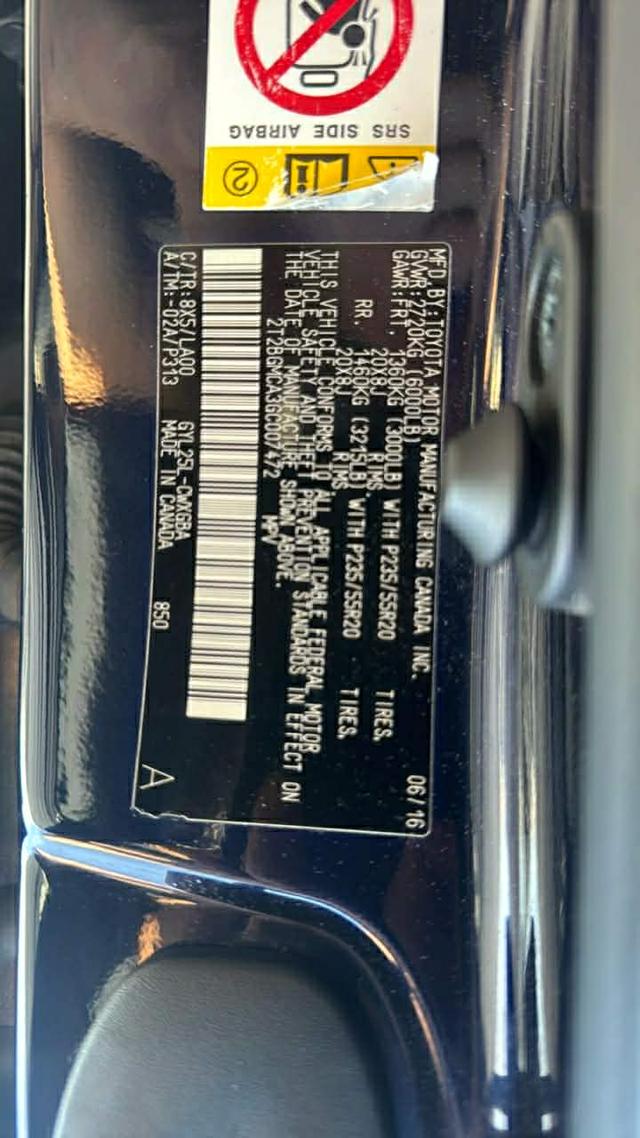 SRS SIDE AIRBAG
2
MFD.BY:TOYOTA MOTOR MANUFACTURING CANADA INC. 06/16
GVWR:2720KG (6000LB)
GAWR:FRT. 1360KG (3000LB) WITH P235/55R20 TIRES,
20X8J RIMS,
RR. 1460KG (3215LB) WITH P235/55R20 TIRES,
20X8J RIMS.
THIS VEHICLE CONFORMS TO ALL APPLICABLE FEDERAL MOTOR
VEHICLE SAFETY AND THEFT PREVENTION STANDARDS IN EFFECT ON
THE DATE OF MANUFACTURE SHOWN ABOVE.
2T2BGMCA3GC007472 MPV
C/TR:8X5/LA00 GYL25L-CWXGBA
A/TM:-02A/P313 MADE IN CANADA 850
A